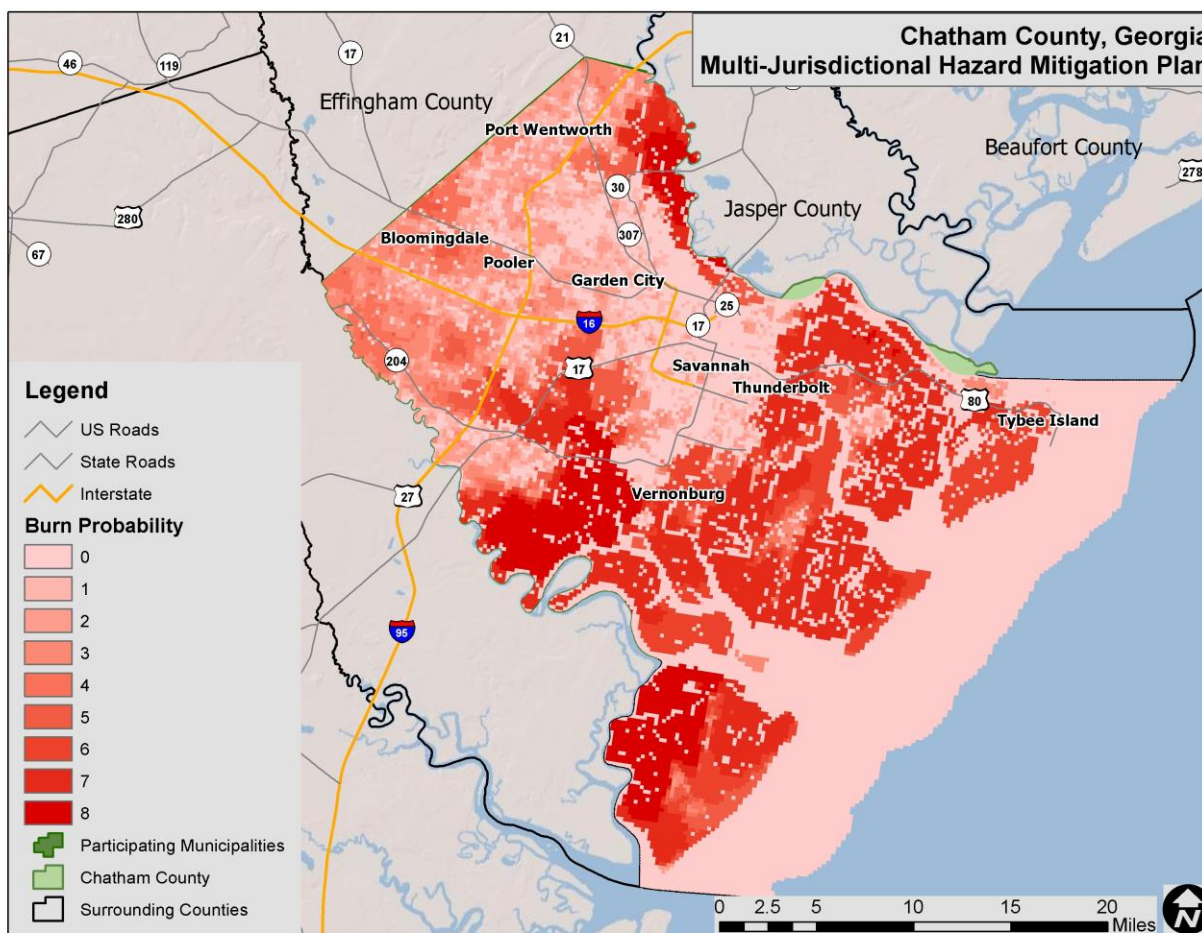 Chatham County, Georgia
Multi-Jurisdictional Hazard Mitigation Plan
21
17
119
46
Effingham County
Port Wentworth
Beaufort County
278
30
Jasper County
280
307
67
Bloomingdale
Pooler
Garden City
25
16
17
204
17
Savannah
Thunderbolt
80
Tybee Island
27
Vernonburg
95
Legend
US Roads
State Roads
Interstate
Burn Probability
0
1
2
3
4
5
6
7
8
Participating Municipalities
Chatham County
Surrounding Counties
0 2.5 5 10 15 20
Miles
N